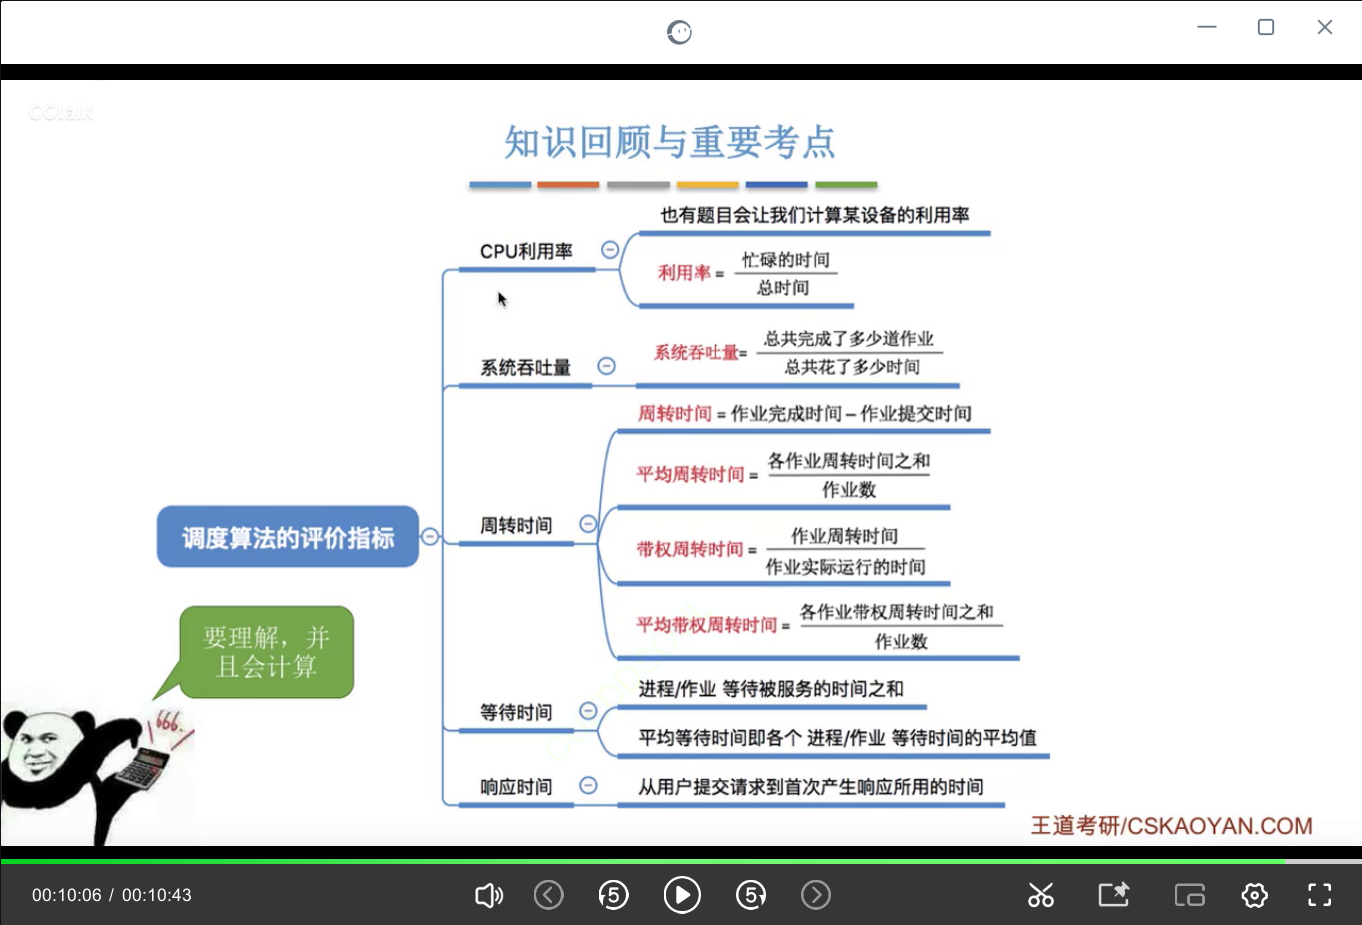 CCtalk
知识回顾与重要考点
调度算法的评价指标
CPU利用率
也有题目会让我们计算某设备的利用率
利用率 = 忙碌的时间
总时间
系统吞吐量
系统吞吐量= 总共完成了多少道作业
总共花了多少时间
周转时间
周转时间 = 作业完成时间 – 作业提交时间
平均周转时间 = 各作业周转时间之和
作业数
带权周转时间 = 作业周转时间
作业实际运行的时间
平均带权周转时间 = 各作业带权周转时间之和
作业数
等待时间
进程/作业 等待被服务的时间之和
平均等待时间即各个 进程/作业 等待时间的平均值
响应时间
从用户提交请求到首次产生响应所用的时间
要理解，并
且会计算
666.
王道考研/CSKAOYAN.COM
00:10:06 / 00:10:43
5
5